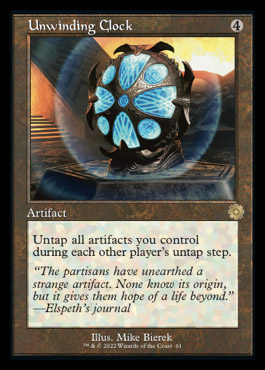 Unwinding Clock 4
Artifact
Untap all artifacts you control
during each other player's untap step.
“The partisans have unearthed a
strange artifact. None know its origin,
but it gives them hope of a life beyond.”
—Elspeth's journal
Illus. Mike Bierek
™ & © 2022 Wizards of the Coast 61